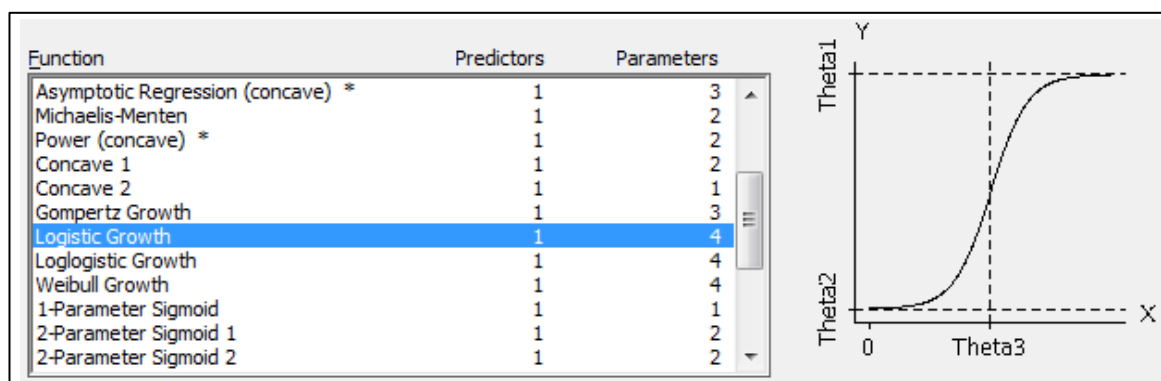 Function Predictors Parameters
Asymptotic Regression (concave) * 1 3
Michaelis-Menten 1 2
Power (concave) * 1 2
Concave 1 1 2
Concave 2 1 1
Gompertz Growth 1 3
Logistic Growth 1 4
Loglogistic Growth 1 4
Weibull Growth 1 4
1-Parameter Sigmoid 1 1
2-Parameter Sigmoid 1 1 2
2-Parameter Sigmoid 2 1 2
Y
Theta1
Theta2
X
0 Theta3